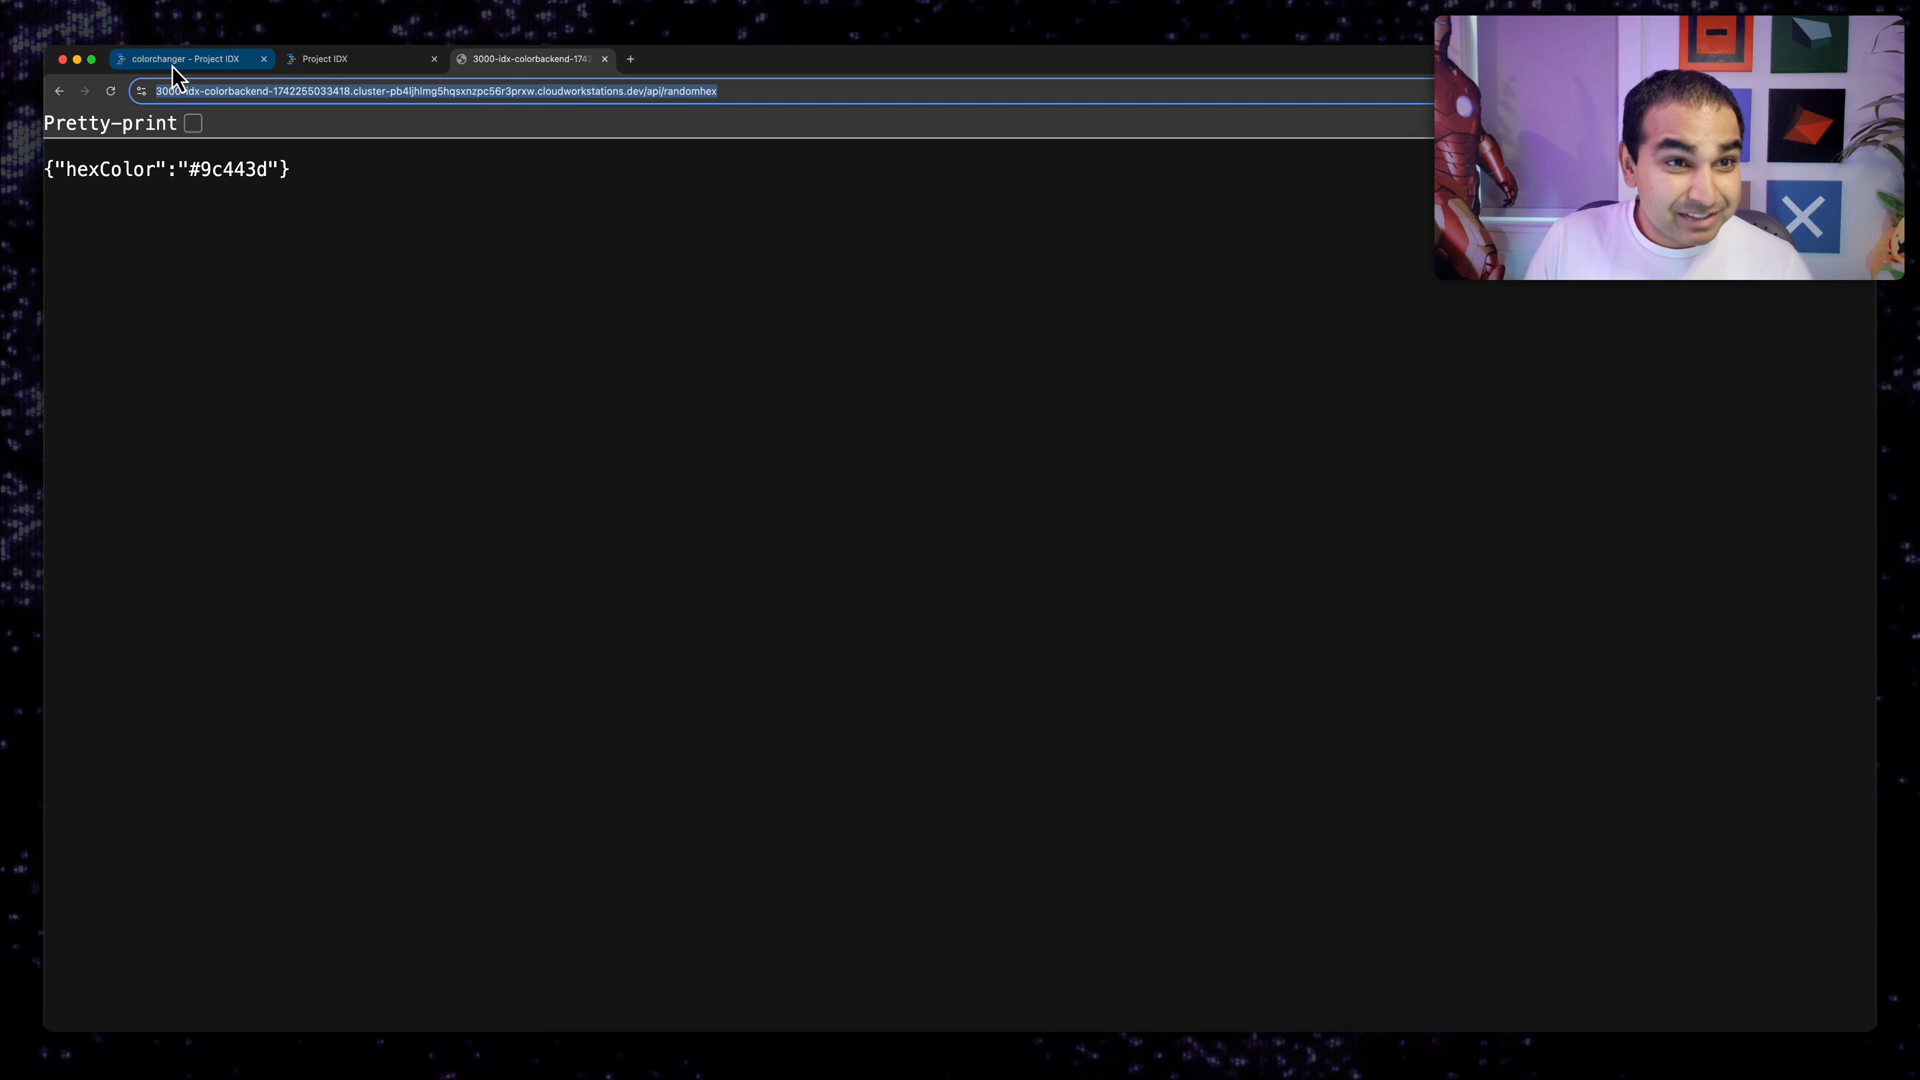 colorchanger - Project IDX
Project IDX
3000-idx-colorbackend-174
3000-idx-colorbackend-1742255033418.cluster-pb4ljhlmg5hqsxnzpc56r3prxw.cloudworkstations.dev/api/randomhex
Pretty-print
{"hexColor":"#9c443d"}